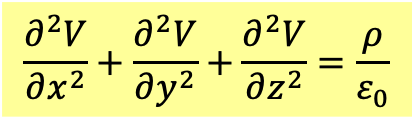 ∂²V/∂x² + ∂²V/∂y² + ∂²V/∂z² = ρ/ε₀